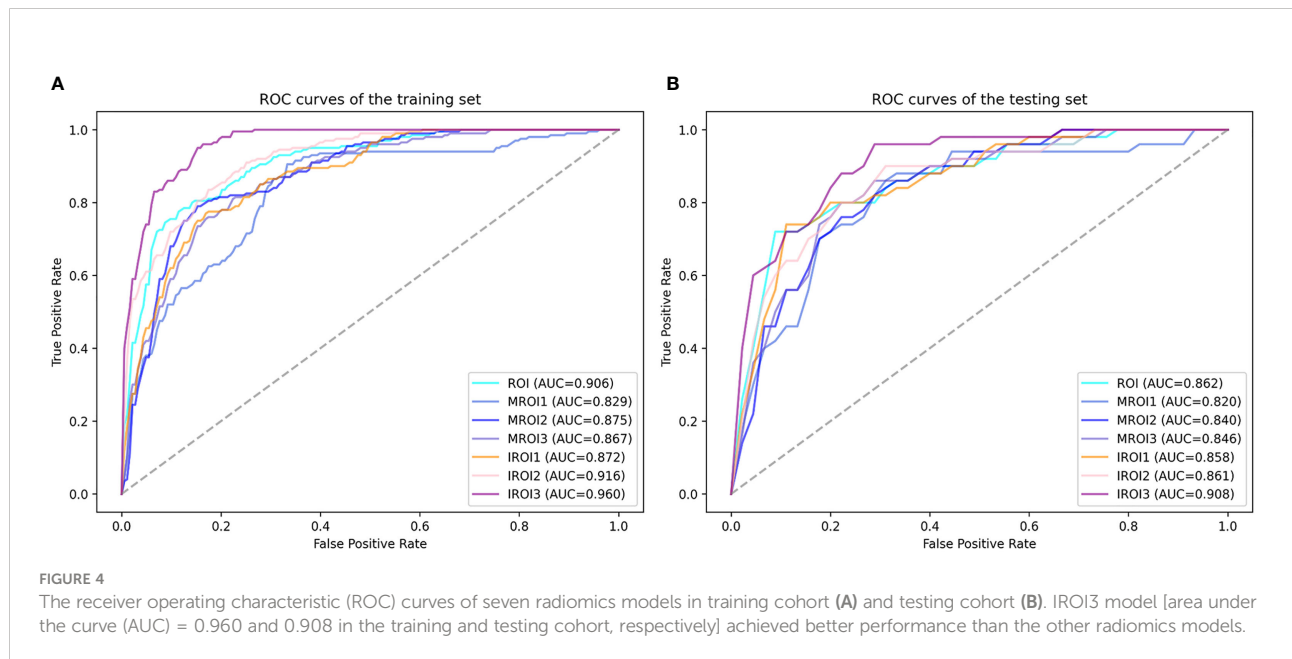 A
ROC curves of the training set
True Positive Rate
1.0
0.8
0.6
0.4
0.2
0.0
ROI (AUC=0.906)
MROI1 (AUC=0.829)
MROI2 (AUC=0.875)
MROI3 (AUC=0.867)
IROI1 (AUC=0.872)
IROI2 (AUC=0.916)
IROI3 (AUC=0.960)
0.0 0.2 0.4 0.6 0.8 1.0
False Positive Rate
B
ROC curves of the testing set
True Positive Rate
1.0
0.8
0.6
0.4
0.2
0.0
ROI (AUC=0.862)
MROI1 (AUC=0.820)
MROI2 (AUC=0.840)
MROI3 (AUC=0.846)
IROI1 (AUC=0.858)
IROI2 (AUC=0.861)
IROI3 (AUC=0.908)
0.0 0.2 0.4 0.6 0.8 1.0
False Positive Rate
FIGURE 4
The receiver operating characteristic (ROC) curves of seven radiomics models in training cohort (A) and testing cohort (B). IROI3 model [area under
the curve (AUC) = 0.960 and 0.908 in the training and testing cohort, respectively] achieved better performance than the other radiomics models.